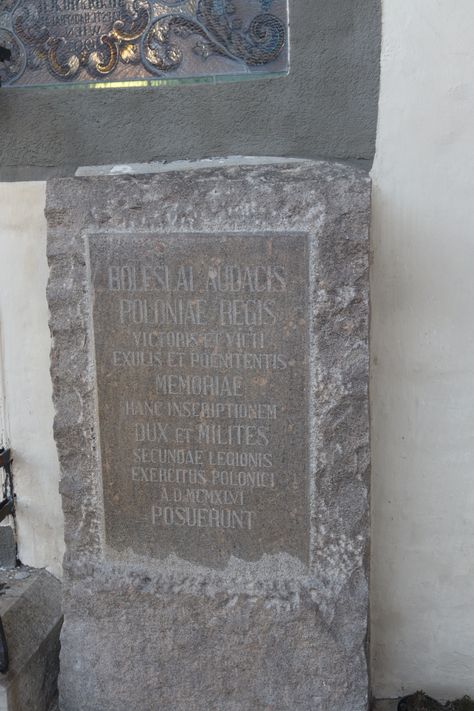 BOLESLAI AUDACIS
POLONIAE REGIS
VICTORIS ET VICTI
EXULIS ET POENITENTIS
MEMORIAE
HANC INSCRIPTIONEM
DUX ET MILITES
SECUNDAE LEGIONIS
EXERCITUS POLONICI
A.D.MCMXLVI
POSUERUNT